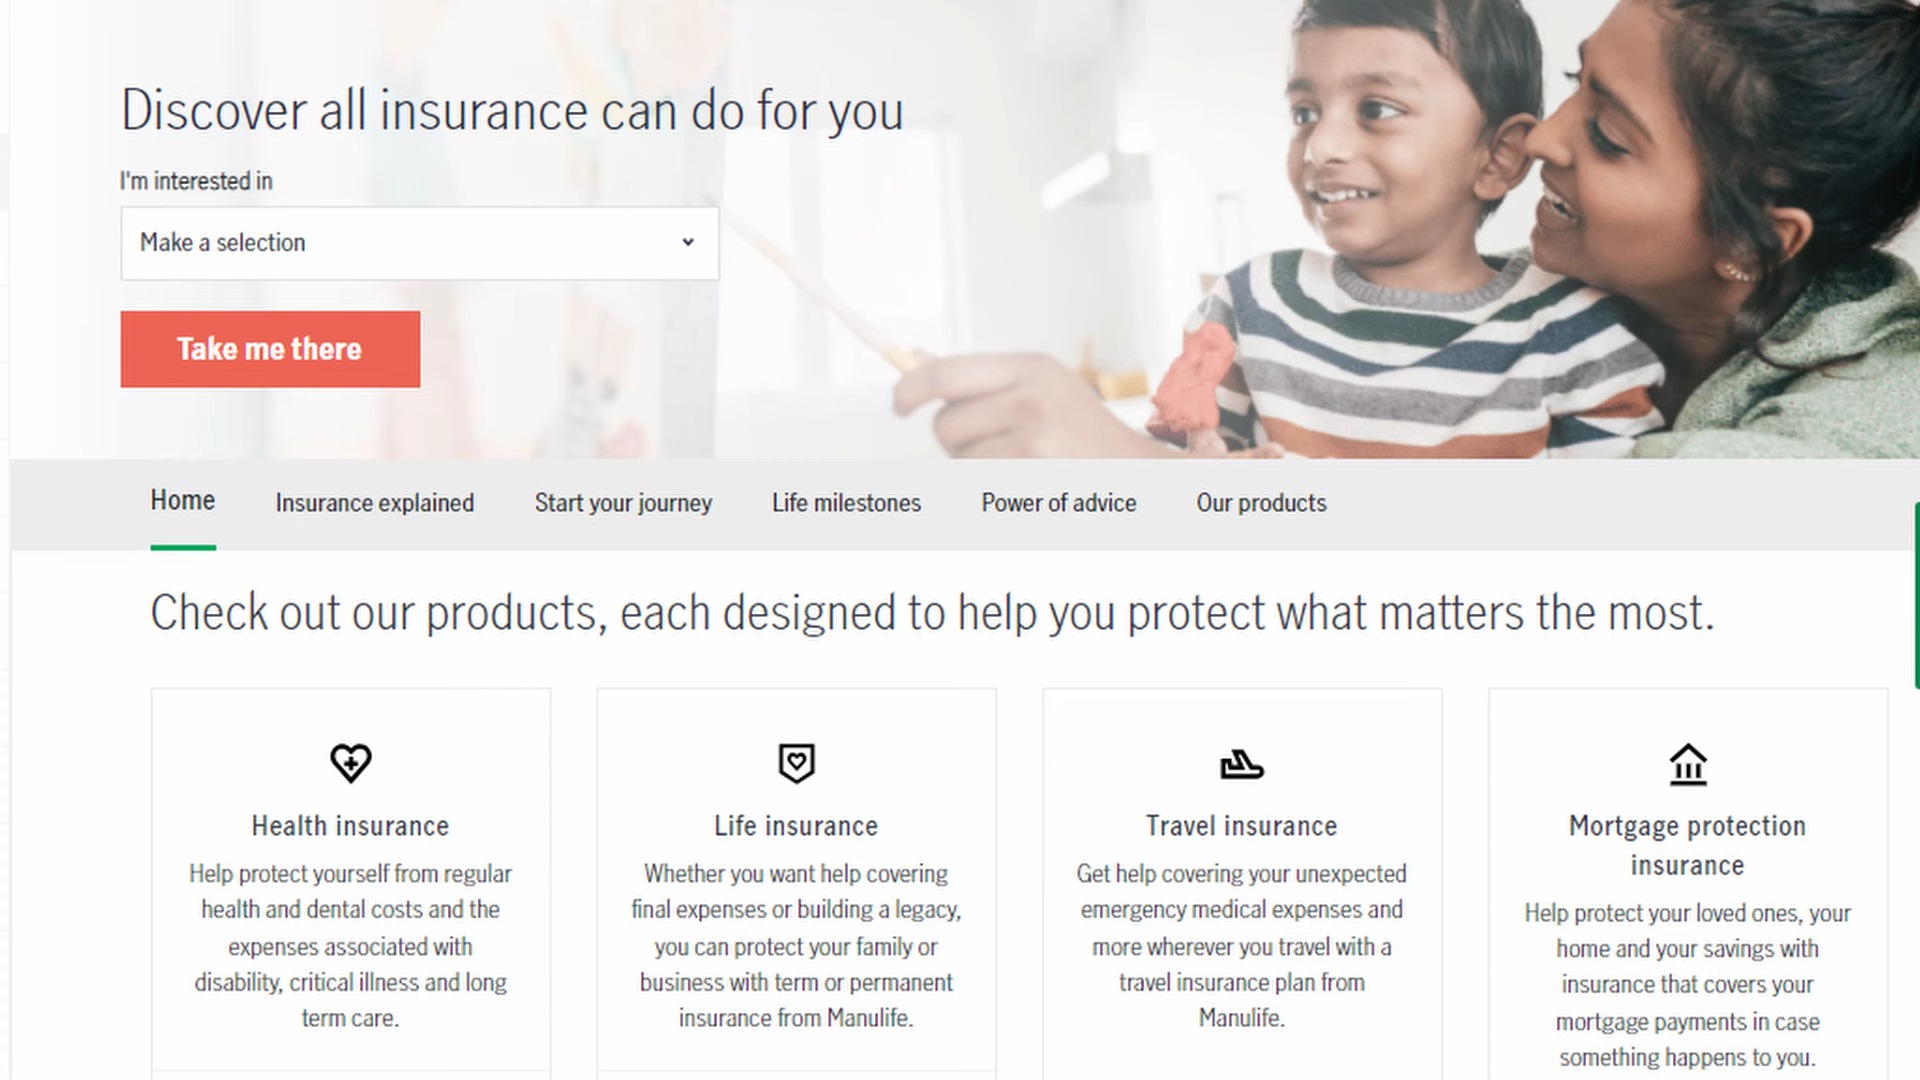 Discover all insurance can do for you
I'm interested in
Make a selection
Take me there
Home
Insurance explained
Start your journey
Life milestones
Power of advice
Our products
Check out our products, each designed to help you protect what matters the most.
Health insurance
Help protect yourself from regular
health and dental costs and the
expenses associated with
disability, critical illness and long
term care.
Life insurance
Whether you want help covering
final expenses or building a legacy,
you can protect your family or
business with term or permanent
insurance from Manulife.
Travel insurance
Get help covering your unexpected
emergency medical expenses and
more wherever you travel with a
travel insurance plan from
Manulife.
Mortgage protection
insurance
Help protect your loved ones, your
home and your savings with
insurance that covers your
mortgage payments in case
something happens to you.